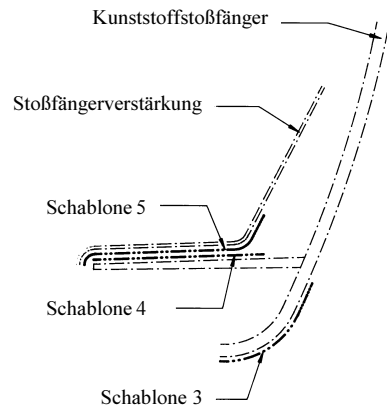 Kunststoffstoßfänger
Stoßfängerverstärkung
Schablone 5
Schablone 4
Schablone 3